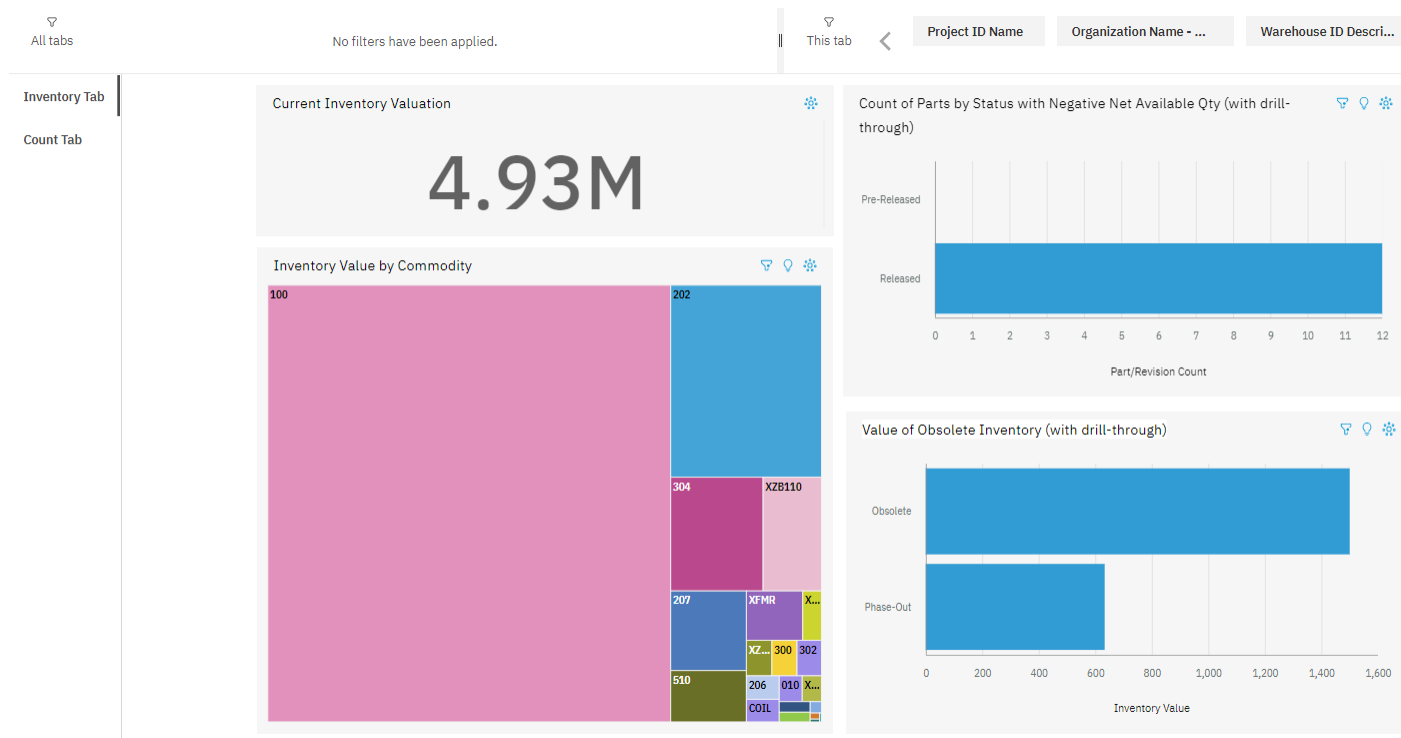 All tabs
No filters have been applied.
This tab
Project ID Name
Organization Name - ...
Warehouse ID Descri...
Inventory Tab
Count Tab
Current Inventory Valuation
4.93M
Inventory Value by Commodity
100
202
304
XZB110
207
XFMR
X...
XZ...
300
302
510
206
010
X...
COIL
Count of Parts by Status with Negative Net Available Qty (with drill-
through)
Pre-Released
Released
0 1 2 3 4 5 6 7 8 9 10 11 12
Part/Revision Count
Value of Obsolete Inventory (with drill-through)
Obsolete
Phase-Out
0 200 400 600 800 1,000 1,200 1,400 1,600
Inventory Value